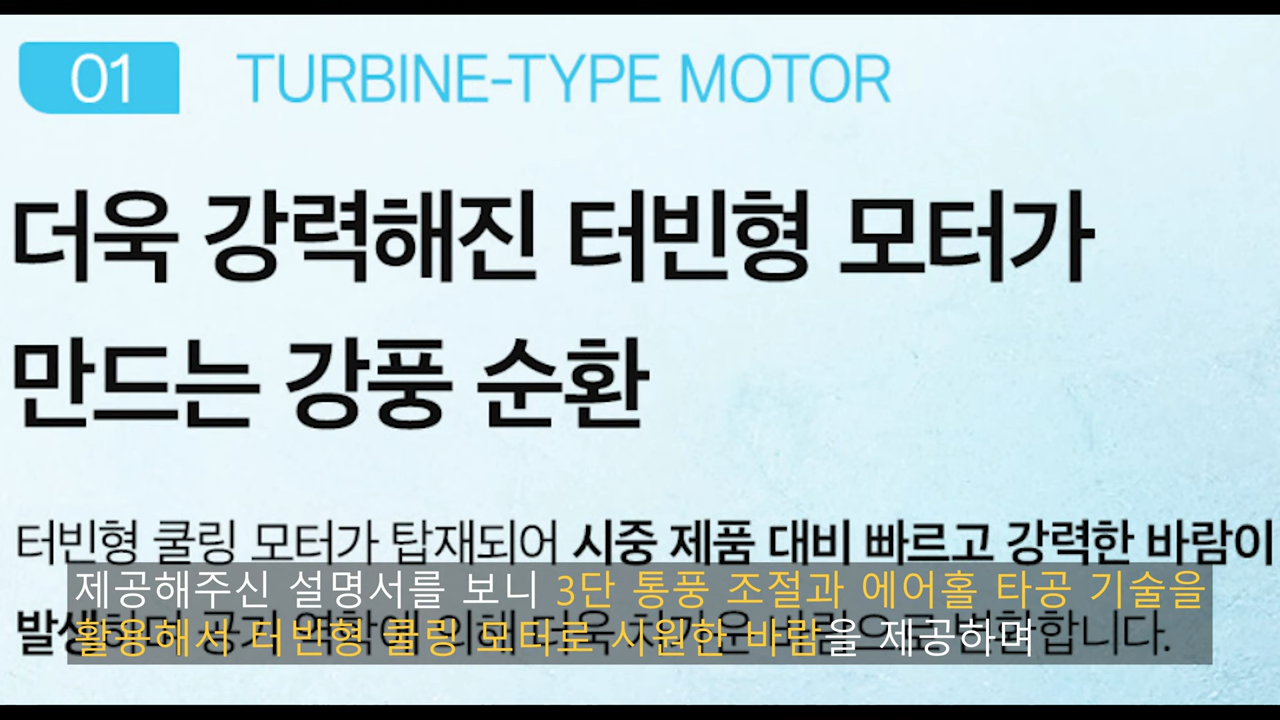 01 TURBINE-TYPE MOTOR
더욱 강력해진 터빈형 모터가
만드는 강풍 순환
터빈형 쿨링 모터가 탑재되어 시중 제품 대비 빠르고 강력한 바람이
제공해주신 설명서를 보니 3단 통풍 조절과 에어홀 타공 기술을
활용해서 터빈형 쿨링 모터로 시원한 바람을 제공하며